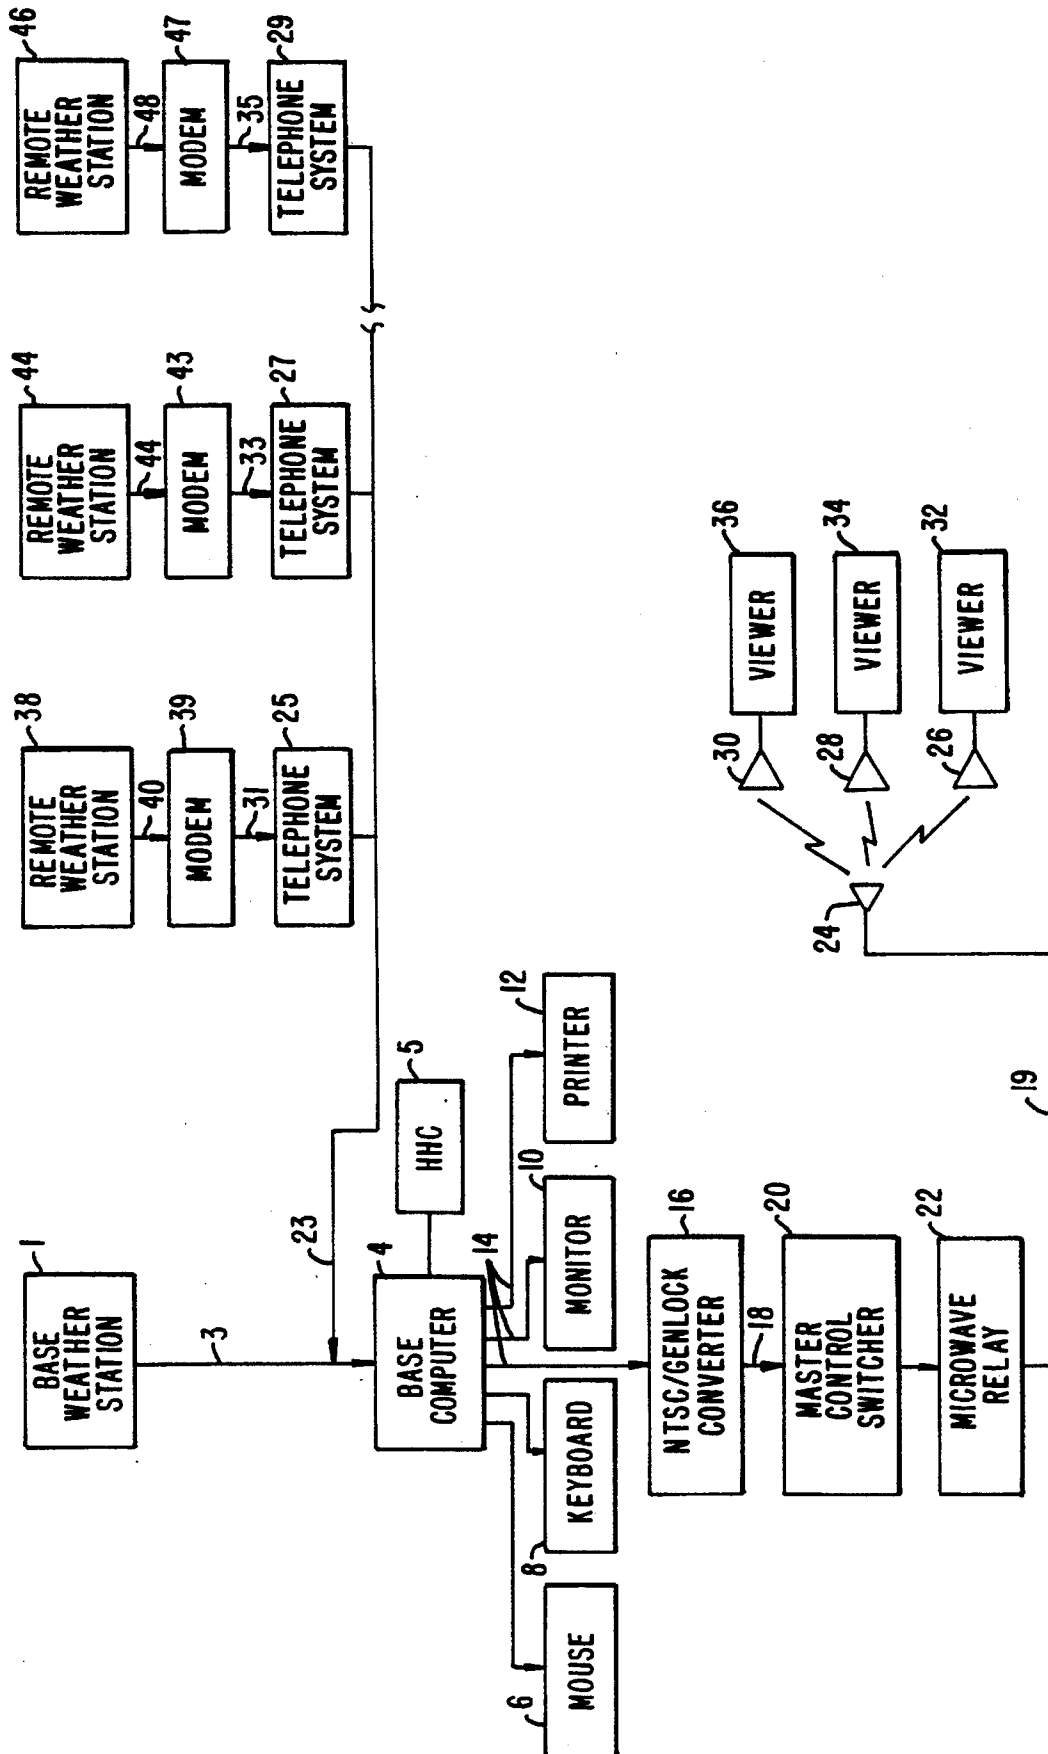 1
BASE
WEATHER
STATION
3
23
38
REMOTE
WEATHER
STATION
40
39
MODEM
31
25
TELEPHONE
SYSTEM
44
REMOTE
WEATHER
STATION
44
43
MODEM
33
27
TELEPHONE
SYSTEM
46
REMOTE
WEATHER
STATION
48
47
MODEM
35
29
TELEPHONE
SYSTEM
4
BASE
COMPUTER
5
HHC
14
6
MOUSE
8
KEYBOARD
10
MONITOR
12
PRINTER
16
NTSC/GENLOCK
CONVERTER
18
20
MASTER
CONTROL
SWITCHER
22
MICROWAVE
RELAY
19
24
30
36
VIEWER
28
34
VIEWER
26
32
VIEWER